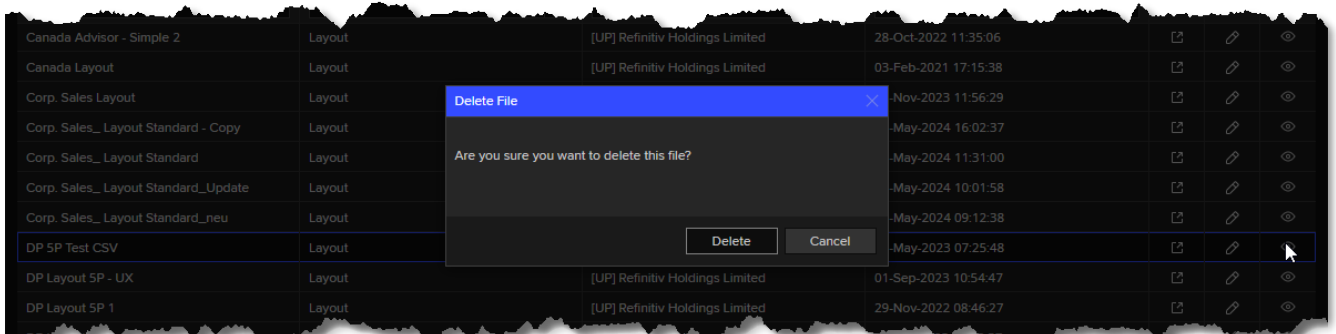 Canada Advisor - Simple 2 Layout [UP] Refinitiv Holdings Limited 28-Oct-2022 11:35:06
Canada Layout Layout [UP] Refinitiv Holdings Limited 03-Feb-2021 17:15:38
Corp. Sales Layout Layout -Nov-2023 11:56:29
Corp. Sales_ Layout Standard - Copy Layout -May-2024 16:02:37
Corp. Sales_ Layout Standard Layout -May-2024 11:31:00
Corp. Sales_ Layout Standard_Update Layout -May-2024 10:01:58
Corp. Sales_ Layout Standard_neu Layout -May-2024 09:12:38
DP 5P Test CSV Layout -May-2023 07:25:48
DP Layout 5P - UX Layout [UP] Refinitiv Holdings Limited 01-Sep-2023 10:54:47
DP Layout 5P 1 Layout [UP] Refinitiv Holdings Limited 29-Nov-2022 08:46:27
Delete File
Are you sure you want to delete this file?
Delete Cancel